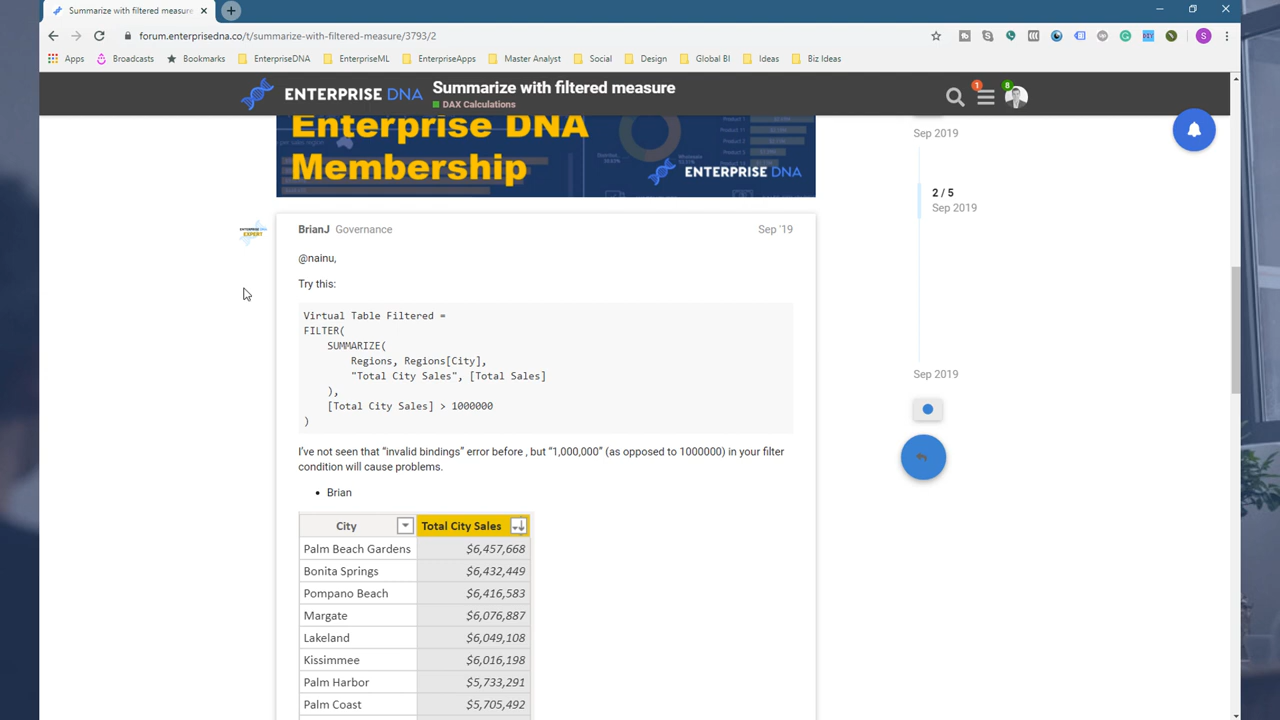 Summarize with filtered measure
forum.enterprisedna.co/t/summarize-with-filtered-measure/3793/2
Apps Broadcasts Bookmarks EnterpriseDNA EnterpriseML EnterpriseApps Master Analyst Social Design Global BI Ideas Biz Ideas
ENTERPRISE DNA
Summarize with filtered measure
DAX Calculations
1
8
Enterprise DNA
Membership
ENTERPRISE DNA
Sep 2019
2 / 5
Sep 2019
Sep 2019
ENTERPRISE DNA
EXPERT
BrianJ Governance Sep '19
@nainu,
Try this:
Virtual Table Filtered =
FILTER(
SUMMARIZE(
Regions, Regions[City],
"Total City Sales", [Total Sales]
),
[Total City Sales] > 1000000
)
I've not seen that “invalid bindings” error before , but “1,000,000” (as opposed to 1000000) in your filter
condition will cause problems.
• Brian
City Total City Sales
Palm Beach Gardens $6,457,668
Bonita Springs $6,432,449
Pompano Beach $6,416,583
Margate $6,076,887
Lakeland $6,049,108
Kissimmee $6,016,198
Palm Harbor $5,733,291
Palm Coast $5,705,492